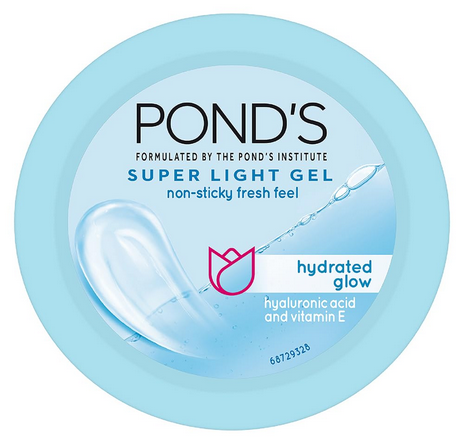 POND'S
FORMULATED BY THE POND'S INSTITUTE
SUPER LIGHT GEL
non-sticky fresh feel
hydrated
glow
hyaluronic acid
and vitamin E
68729328